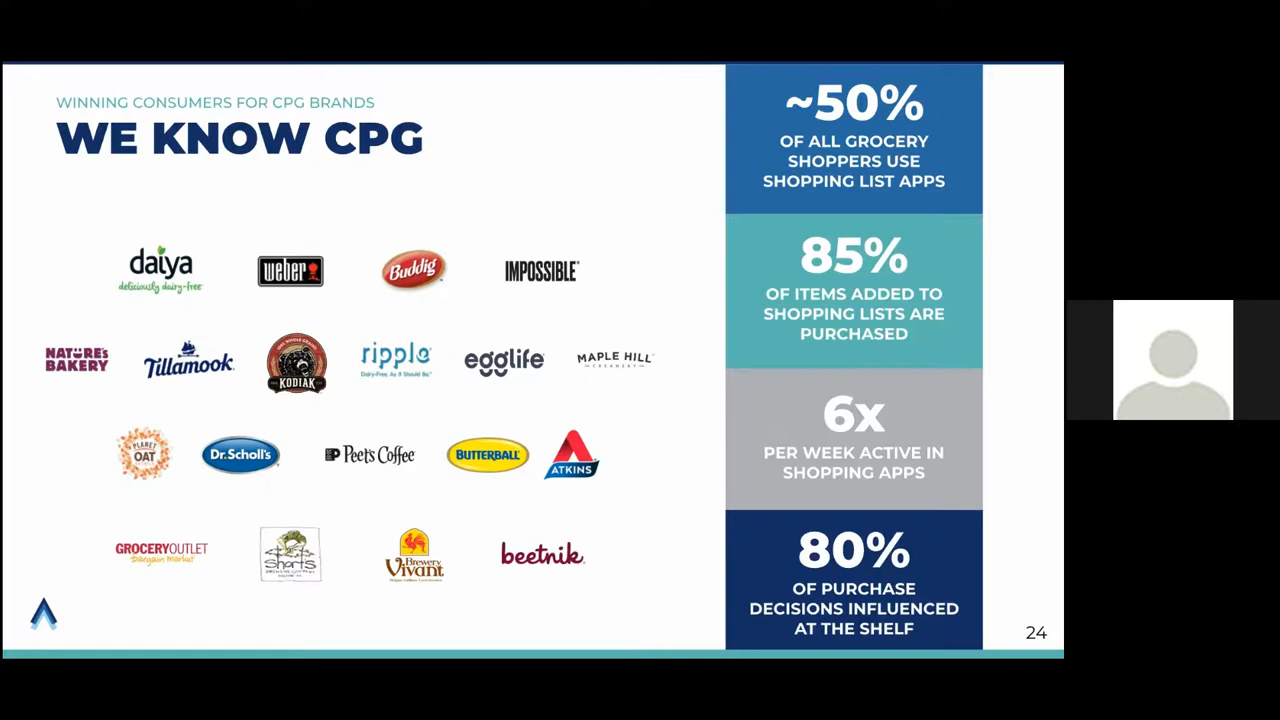 WINNING CONSUMERS FOR CPG BRANDS
WE KNOW CPG
daiya
deliciously dairy-free
weber
Buddig
IMPOSSIBLE
NATURE'S
BAKERY
Tillamook
KODIAK
ripple
Dairy-Free, As It Should Be.
egglife
MAPLE HILL
CREAMERY
PLANET
OAT
Dr. Scholl's
Peet's Coffee
BUTTERBALL
ATKINS
GROCERY OUTLET
bargain market
Shorts
Brewery
Vivant
beetnik
~50%
OF ALL GROCERY
SHOPPERS USE
SHOPPING LIST APPS
85%
OF ITEMS ADDED TO
SHOPPING LISTS ARE
PURCHASED
6x
PER WEEK ACTIVE IN
SHOPPING APPS
80%
OF PURCHASE
DECISIONS INFLUENCED
AT THE SHELF
24